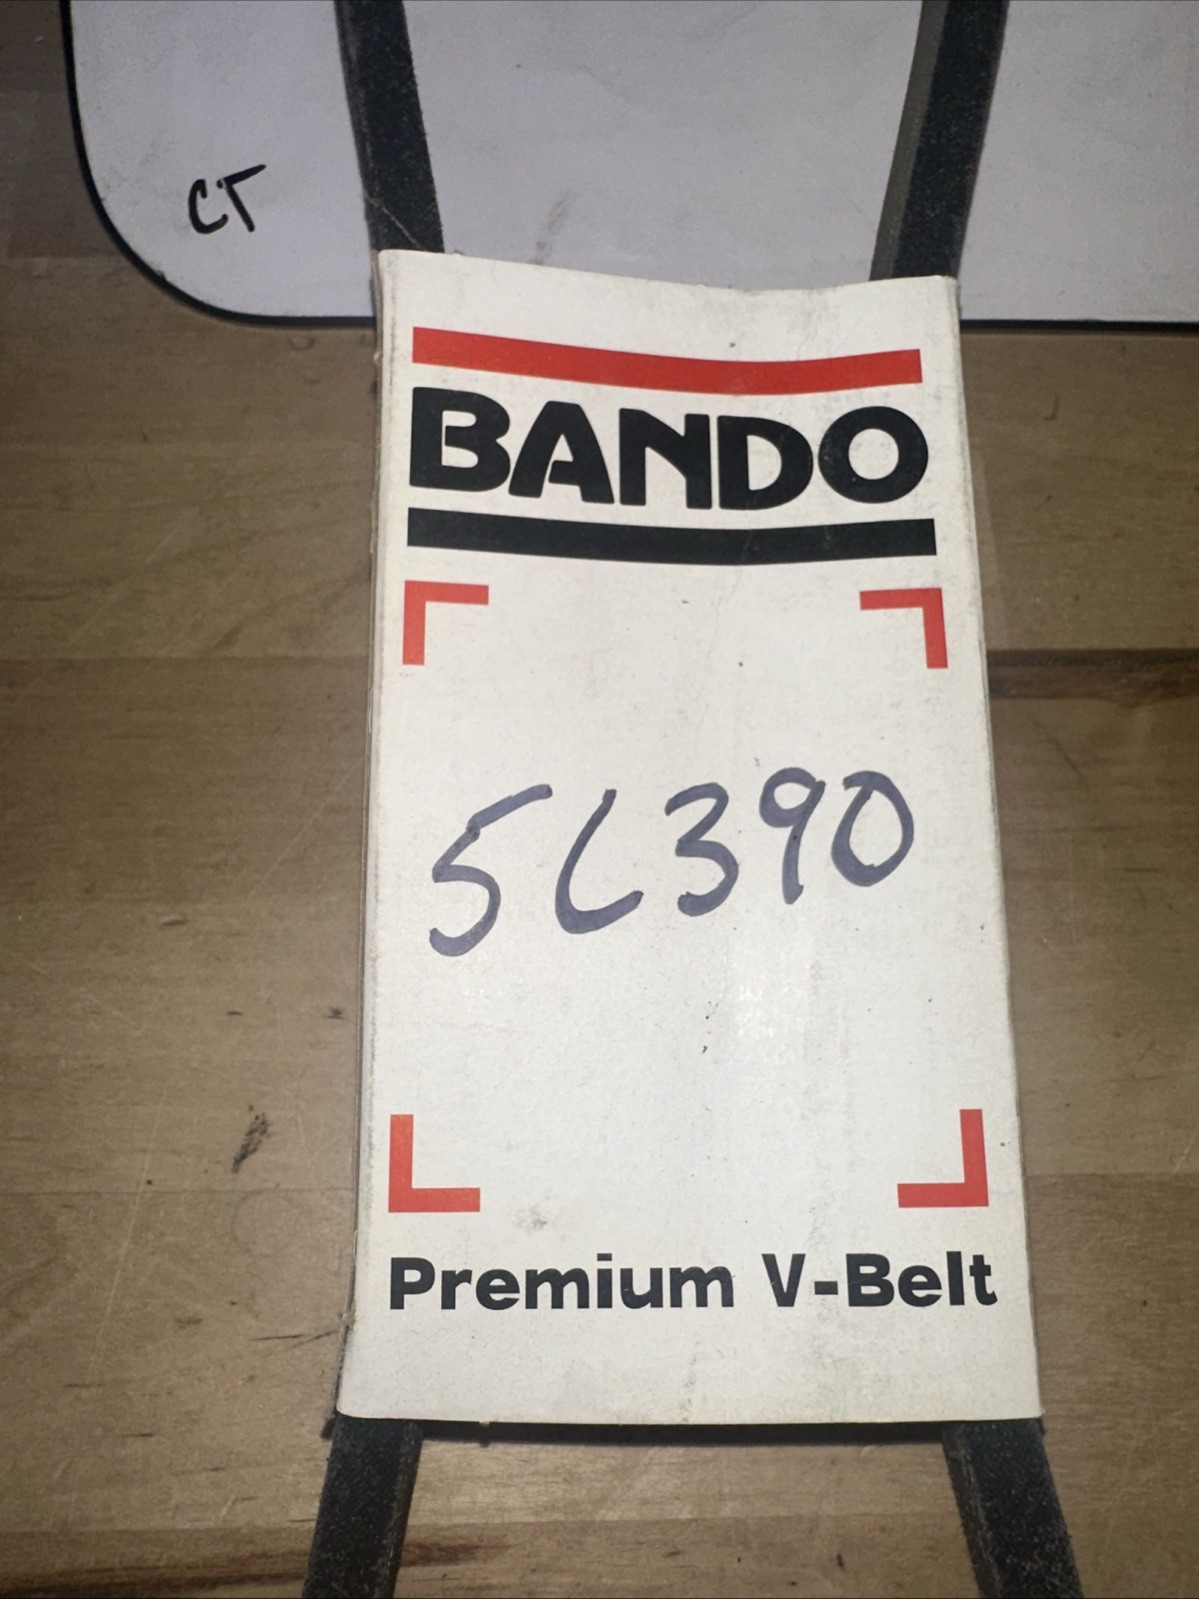 CT
BANDO
5L390
Premium V-Belt